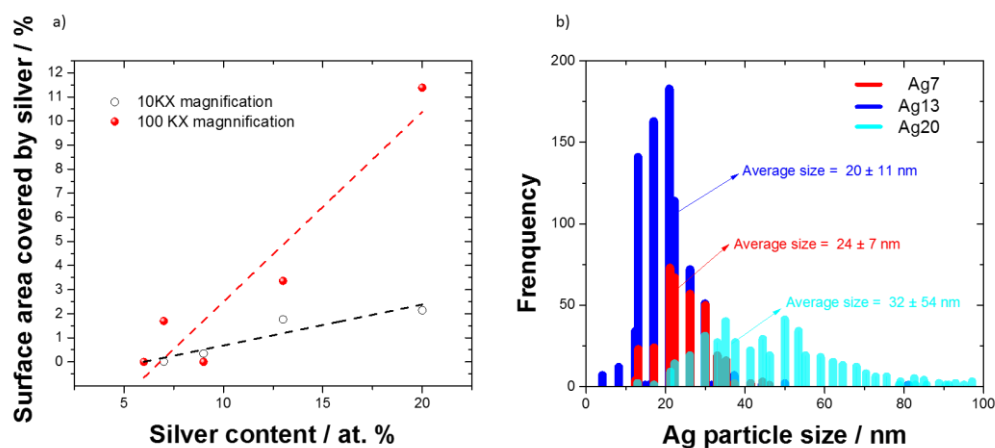 a)
Surface area covered by silver / %
12
11
10
9
8
7
6
5
4
3
2
1
0
10KX magnification
100 KX magnnification
5 10 15 20
Silver content / at. %
b)
Frenquency
200
150
100
50
0
Ag7
Ag13
Ag20
Average size = 20 ± 11 nm
Average size = 24 ± 7 nm
Average size = 32 ± 54 nm
0 20 40 60 80 100
Ag particle size / nm